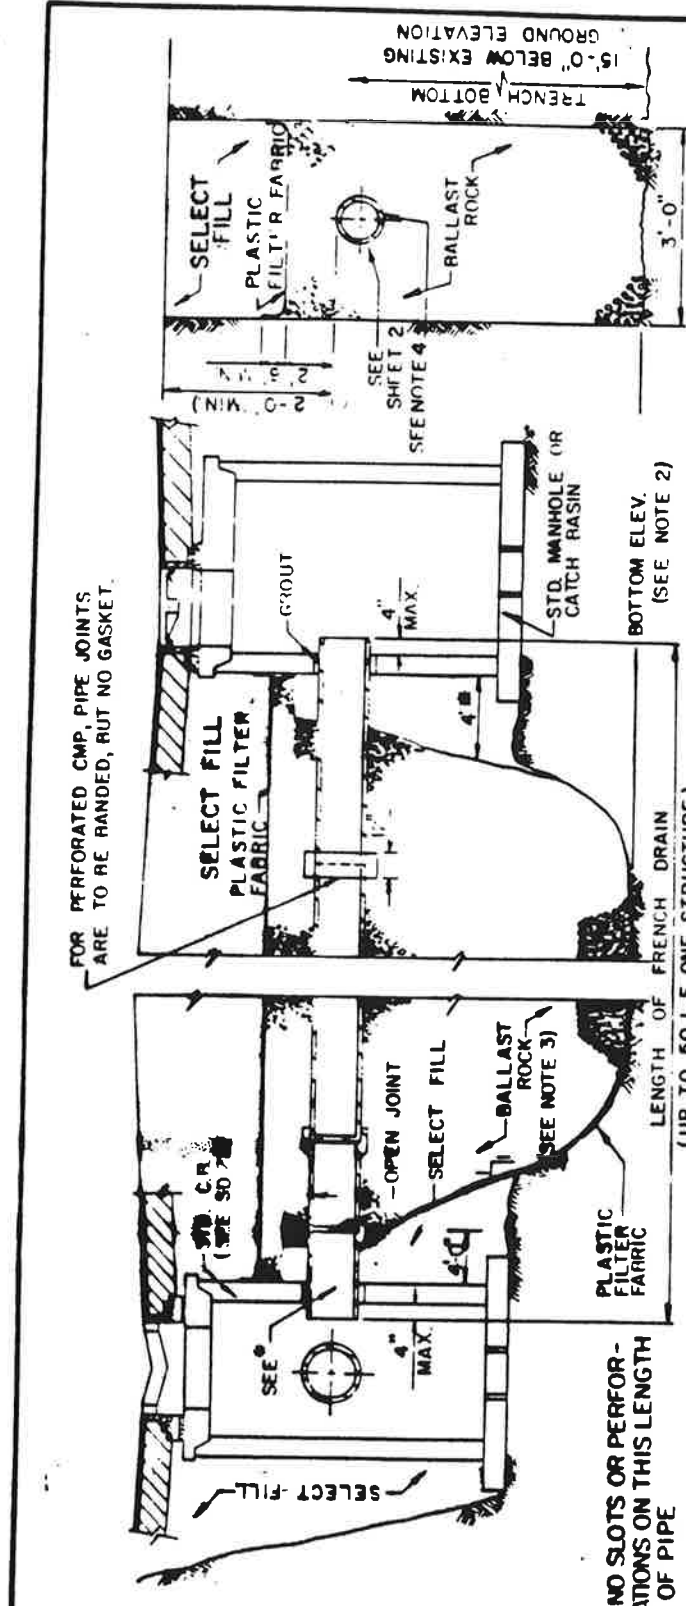 FOR PERFORATED CMP, PIPE JOINTS
ARE TO BE BANDED, BUT NO GASKET.
SELECT FILL
PLASTIC FILTER
FABRIC
GROUT
4"
MAX.
4'
STD. MANHOLE OR
CATCH BASIN
BOTTOM ELEV.
(SEE NOTE 2)
C.B.
SEE
OPEN JOINT
SELECT FILL
BALLAST
ROCK
SEE NOTE 3)
4'-0"
4"
MAX.
PLASTIC
FILTER
FABRIC
SELECT FILL
LENGTH OF FRENCH DRAIN
NO SLOTS OR PERFOR-
ATIONS ON THIS LENGTH
OF PIPE
SELECT
FILL
PLASTIC
FILTER FABRIC
SEE
SHEET 2
SEE NOTE 4
BALLAST
ROCK
2-0" MIN.)
3'-0"
TRENCH BOTTOM
15'-0" BELOW EXISTING
GROUND ELEVATION